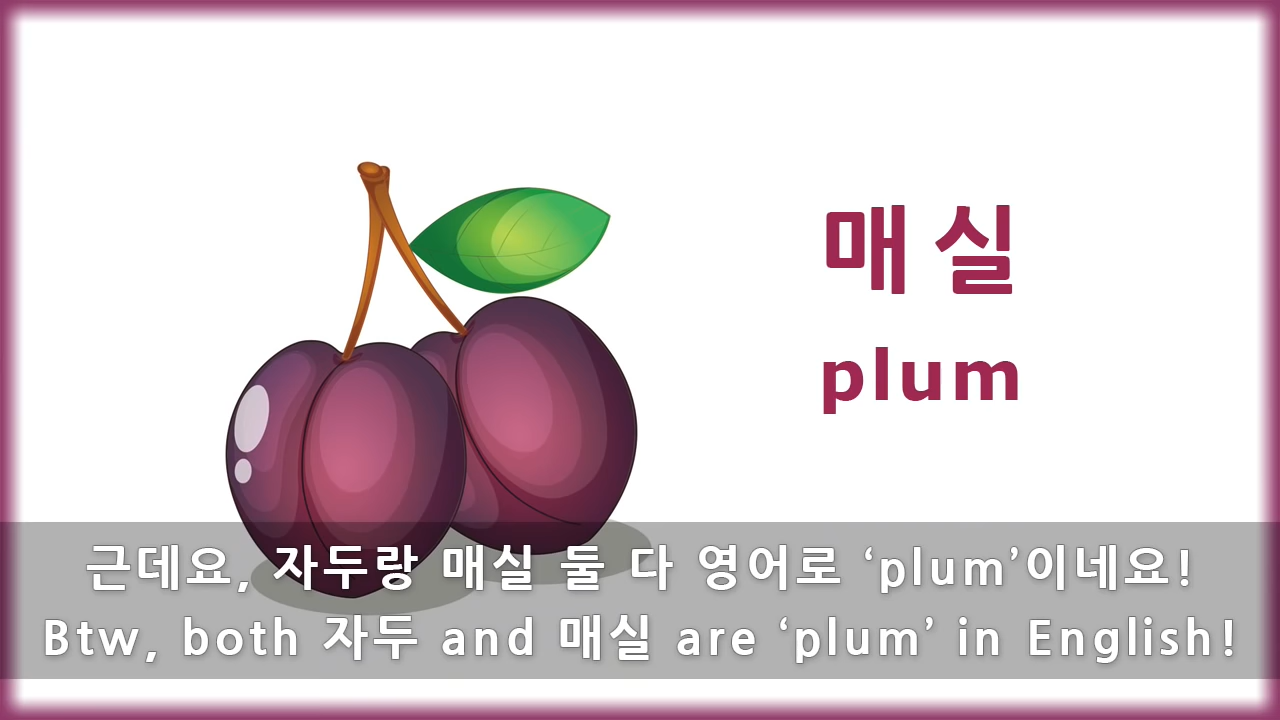 매실
plum
근데요, 자두랑 매실 둘 다 영어로 ‘plum’이네요!
Btw, both 자두 and 매실 are ‘plum’ in English!